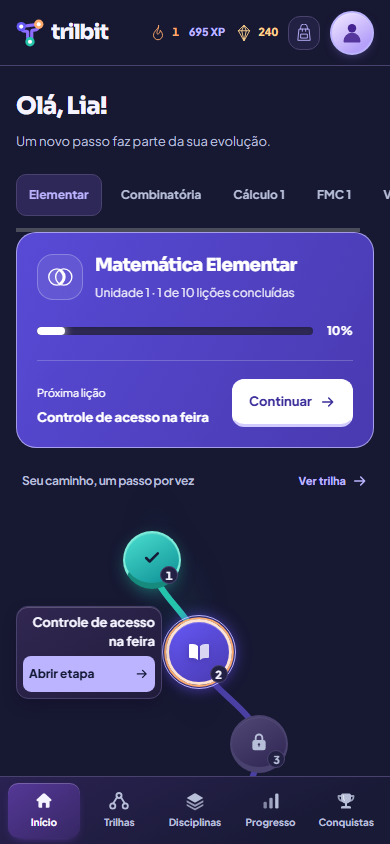 trilbit
1
695 XP
240
Olá, Lia!
Um novo passo faz parte da sua evolução.
Elementar
Combinatória
Cálculo 1
FMC 1
V
Matemática Elementar
Unidade 1 · 1 de 10 lições concluídas
10%
Próxima lição
Controle de acesso na feira
Continuar →
Seu caminho, um passo por vez
Ver trilha →
1
Controle de acesso
na feira
Abrir etapa →
2
3
Início
Trilhas
Disciplinas
Progresso
Conquistas